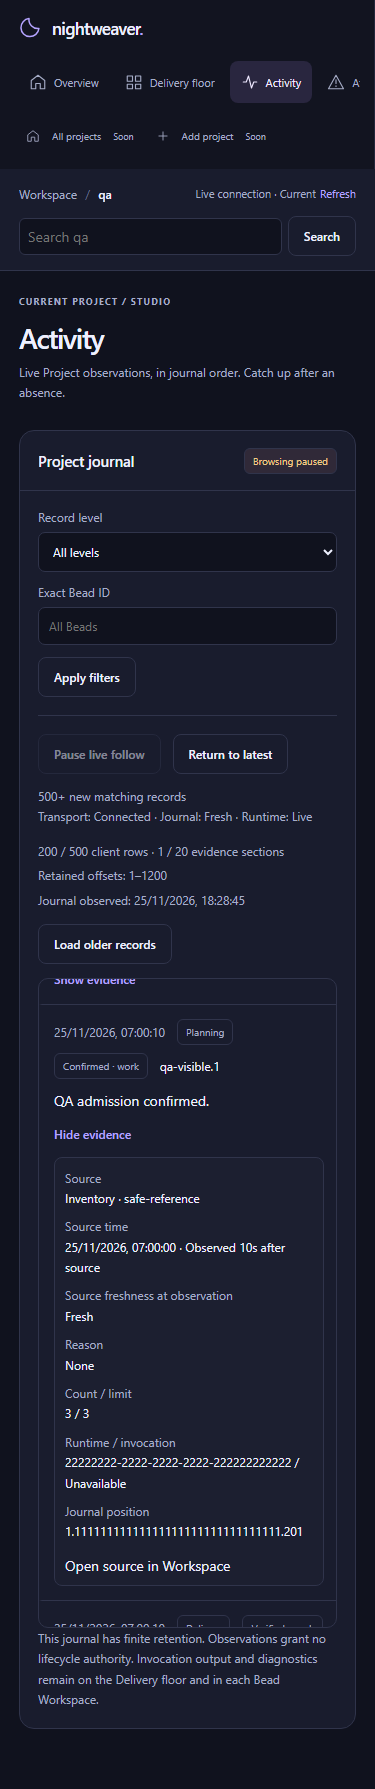 nightweaver.
Overview Delivery floor Activity
All projects Soon Add project Soon
Workspace / qa Live connection · Current Refresh
Search qa Search
CURRENT PROJECT / STUDIO
Activity
Live Project observations, in journal order. Catch up after an
absence.
Project journal Browsing paused
Record level
All levels
Exact Bead ID
All Beads
Apply filters
Pause live follow Return to latest
500+ new matching records
Transport: Connected · Journal: Fresh · Runtime: Live
200 / 500 client rows · 1 / 20 evidence sections
Retained offsets: 1–1200
Journal observed: 25/11/2026, 18:28:45
Load older records
Show evidence
25/11/2026, 07:00:10 Planning
Confirmed · work qa-visible.1
QA admission confirmed.
Hide evidence
Source
Inventory · safe-reference
Source time
25/11/2026, 07:00:00 · Observed 10s after
source
Source freshness at observation
Fresh
Reason
None
Count / limit
3 / 3
Runtime / invocation
22222222-2222-2222-2222-222222222222 /
Unavailable
Journal position
1.11111111111111111111111111111111.201
Open source in Workspace
25/11/2026, 07:00:10
This journal has finite retention. Observations grant no
lifecycle authority. Invocation output and diagnostics
remain on the Delivery floor and in each Bead
Workspace.